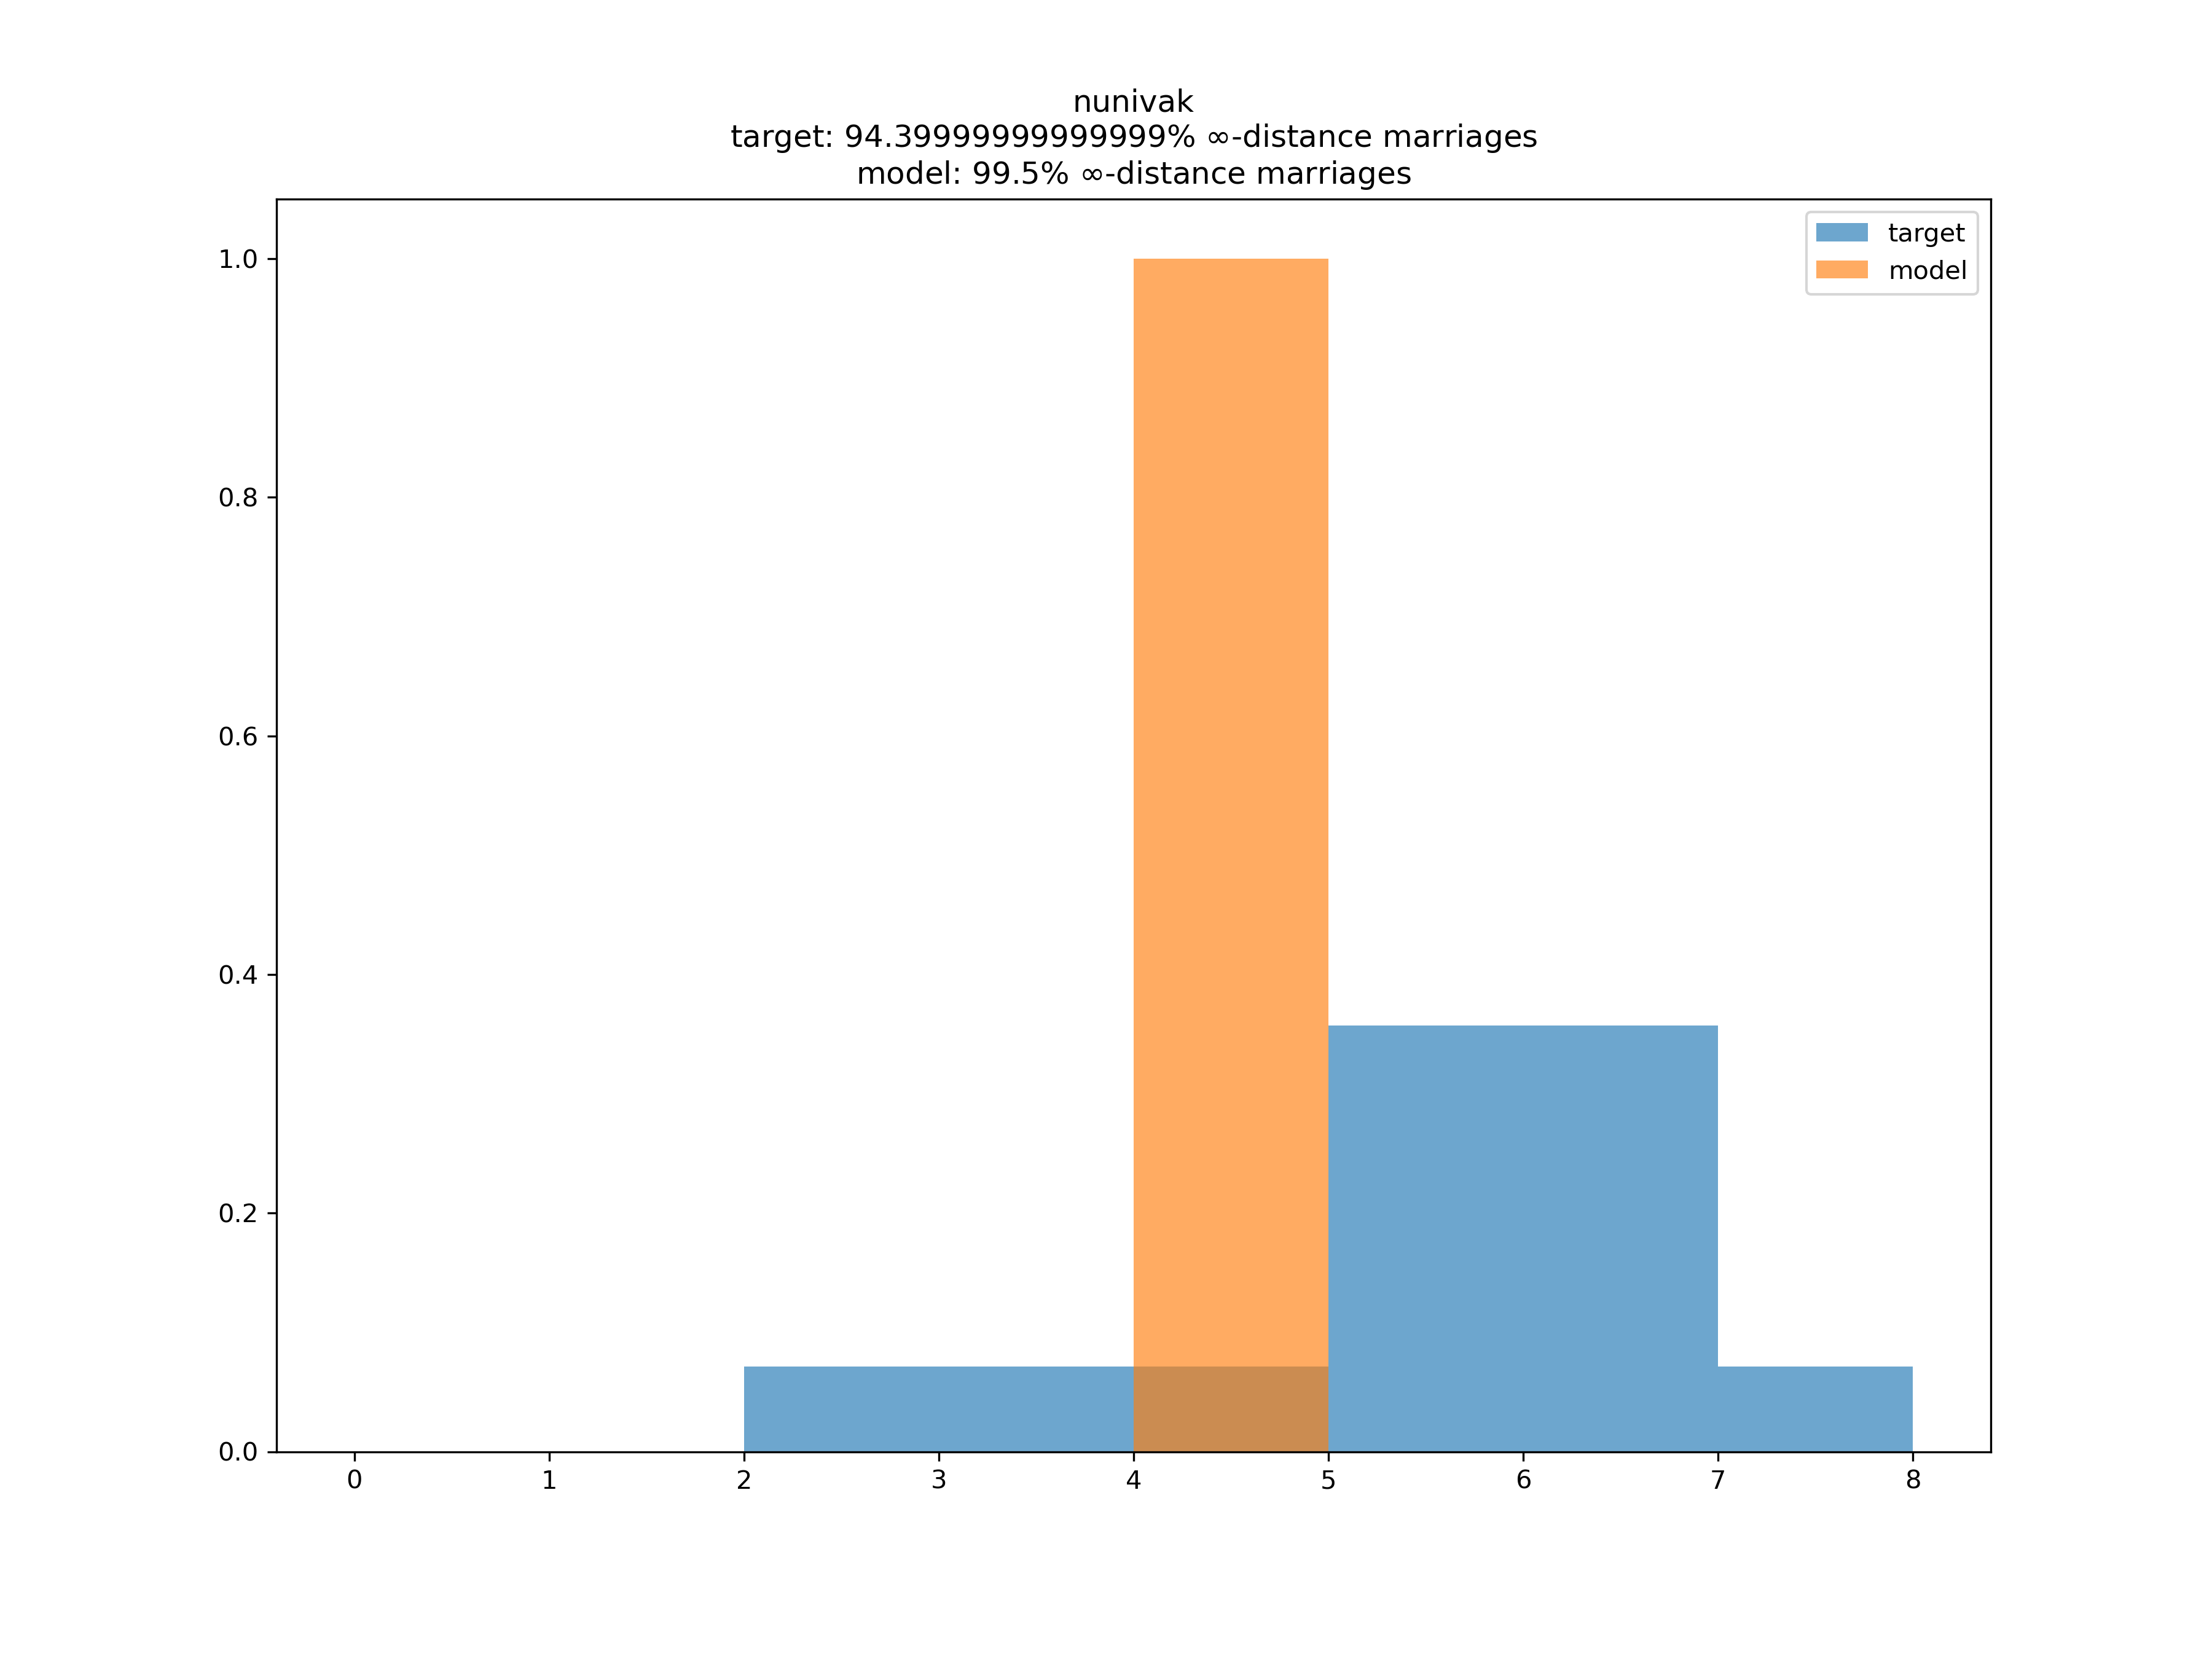 nunivak
target: 94.39999999999999% ∞-distance marriages
model: 99.5% ∞-distance marriages
target
model
1.0
0.8
0.6
0.4
0.2
0.0
0 1 2 3 4 5 6 7 8